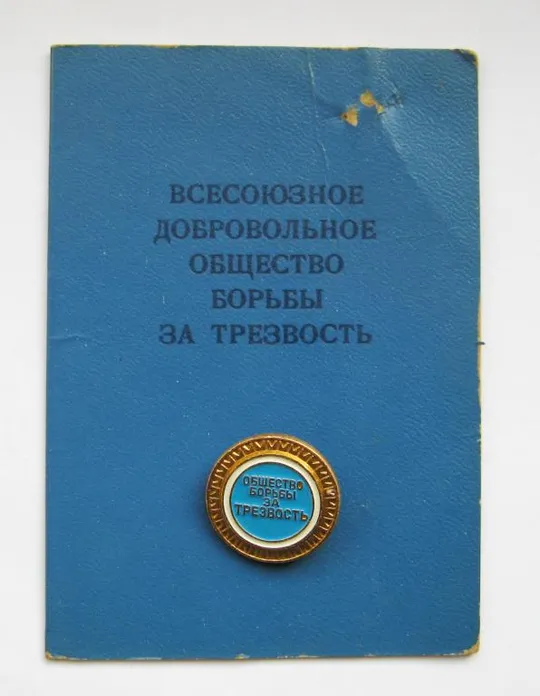 ВСЕСОЮЗНОЕ
ДОБРОВОЛЬНОЕ
ОБЩЕСТВО
БОРЬБЫ
ЗА ТРЕЗВОСТЬ
ОБЩЕСТВО
БОРЬБЫ
ЗА
ТРЕЗВОСТЬ